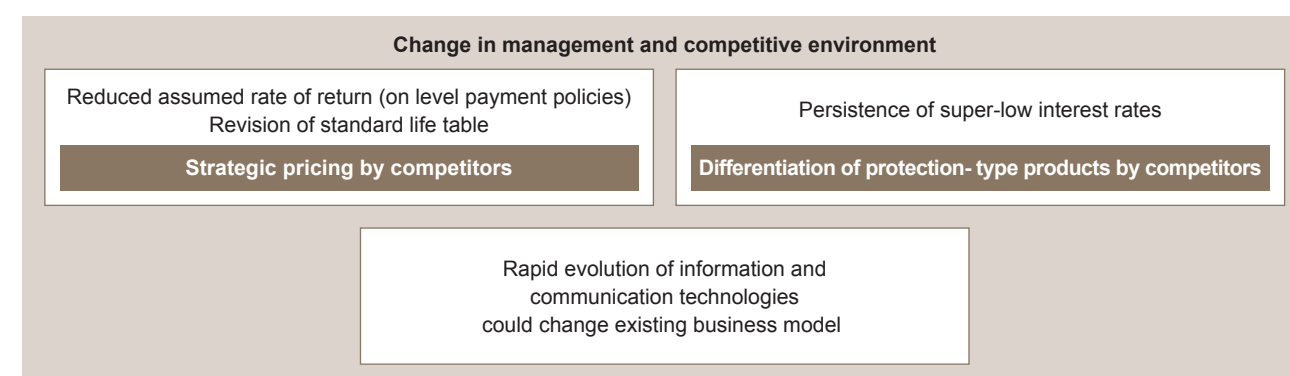 Change in management and competitive environment
Reduced assumed rate of return (on level payment policies)
Revision of standard life table
Strategic pricing by competitors
Persistence of super-low interest rates
Differentiation of protection- type products by competitors
Rapid evolution of information and
communication technologies
could change existing business model